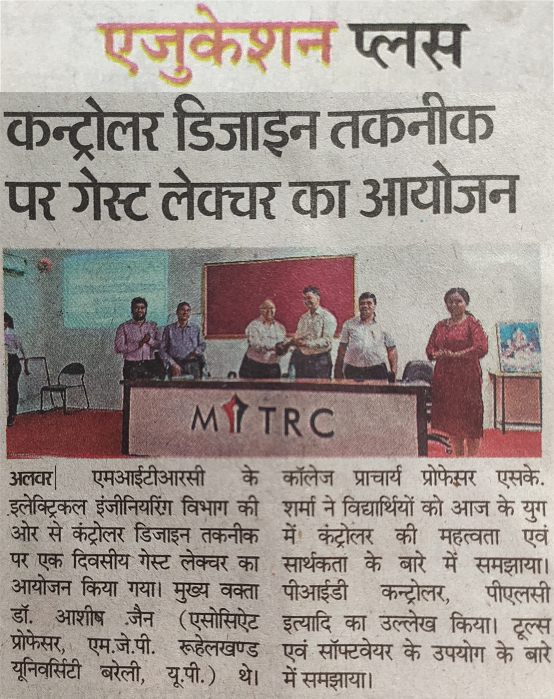 एजुकेशन प्लस
कन्ट्रोलर डिजाइन तकनीक
पर गेस्ट लेक्चर का आयोजन
MITRC
अलवर| एमआईटीआरसी के
इलेक्ट्रिकल इंजीनियरिंग विभाग की
ओर से कंट्रोलर डिजाइन तकनीक
पर एक दिवसीय गेस्ट लेक्चर का
आयोजन किया गया। मुख्य वक्ता
डॉ. आशीष जैन (एसोसिऐट
प्रोफेसर, एम.जे.पी. रूहेलखण्ड
यूनिवर्सिटी बरेली, यू.पी.) थे।
कॉलेज प्राचार्य प्रोफेसर एसके.
शर्मा ने विद्यार्थियों को आज के युग
में कंट्रोलर की महत्वता एवं
सार्थकता के बारे में समझाया।
पीआईडी कन्ट्रोलर, पीएलसी
इत्यादि का उल्लेख किया। टूल्स
एवं सॉफ्टवेयर के उपयोग के बारे
में समझाया।